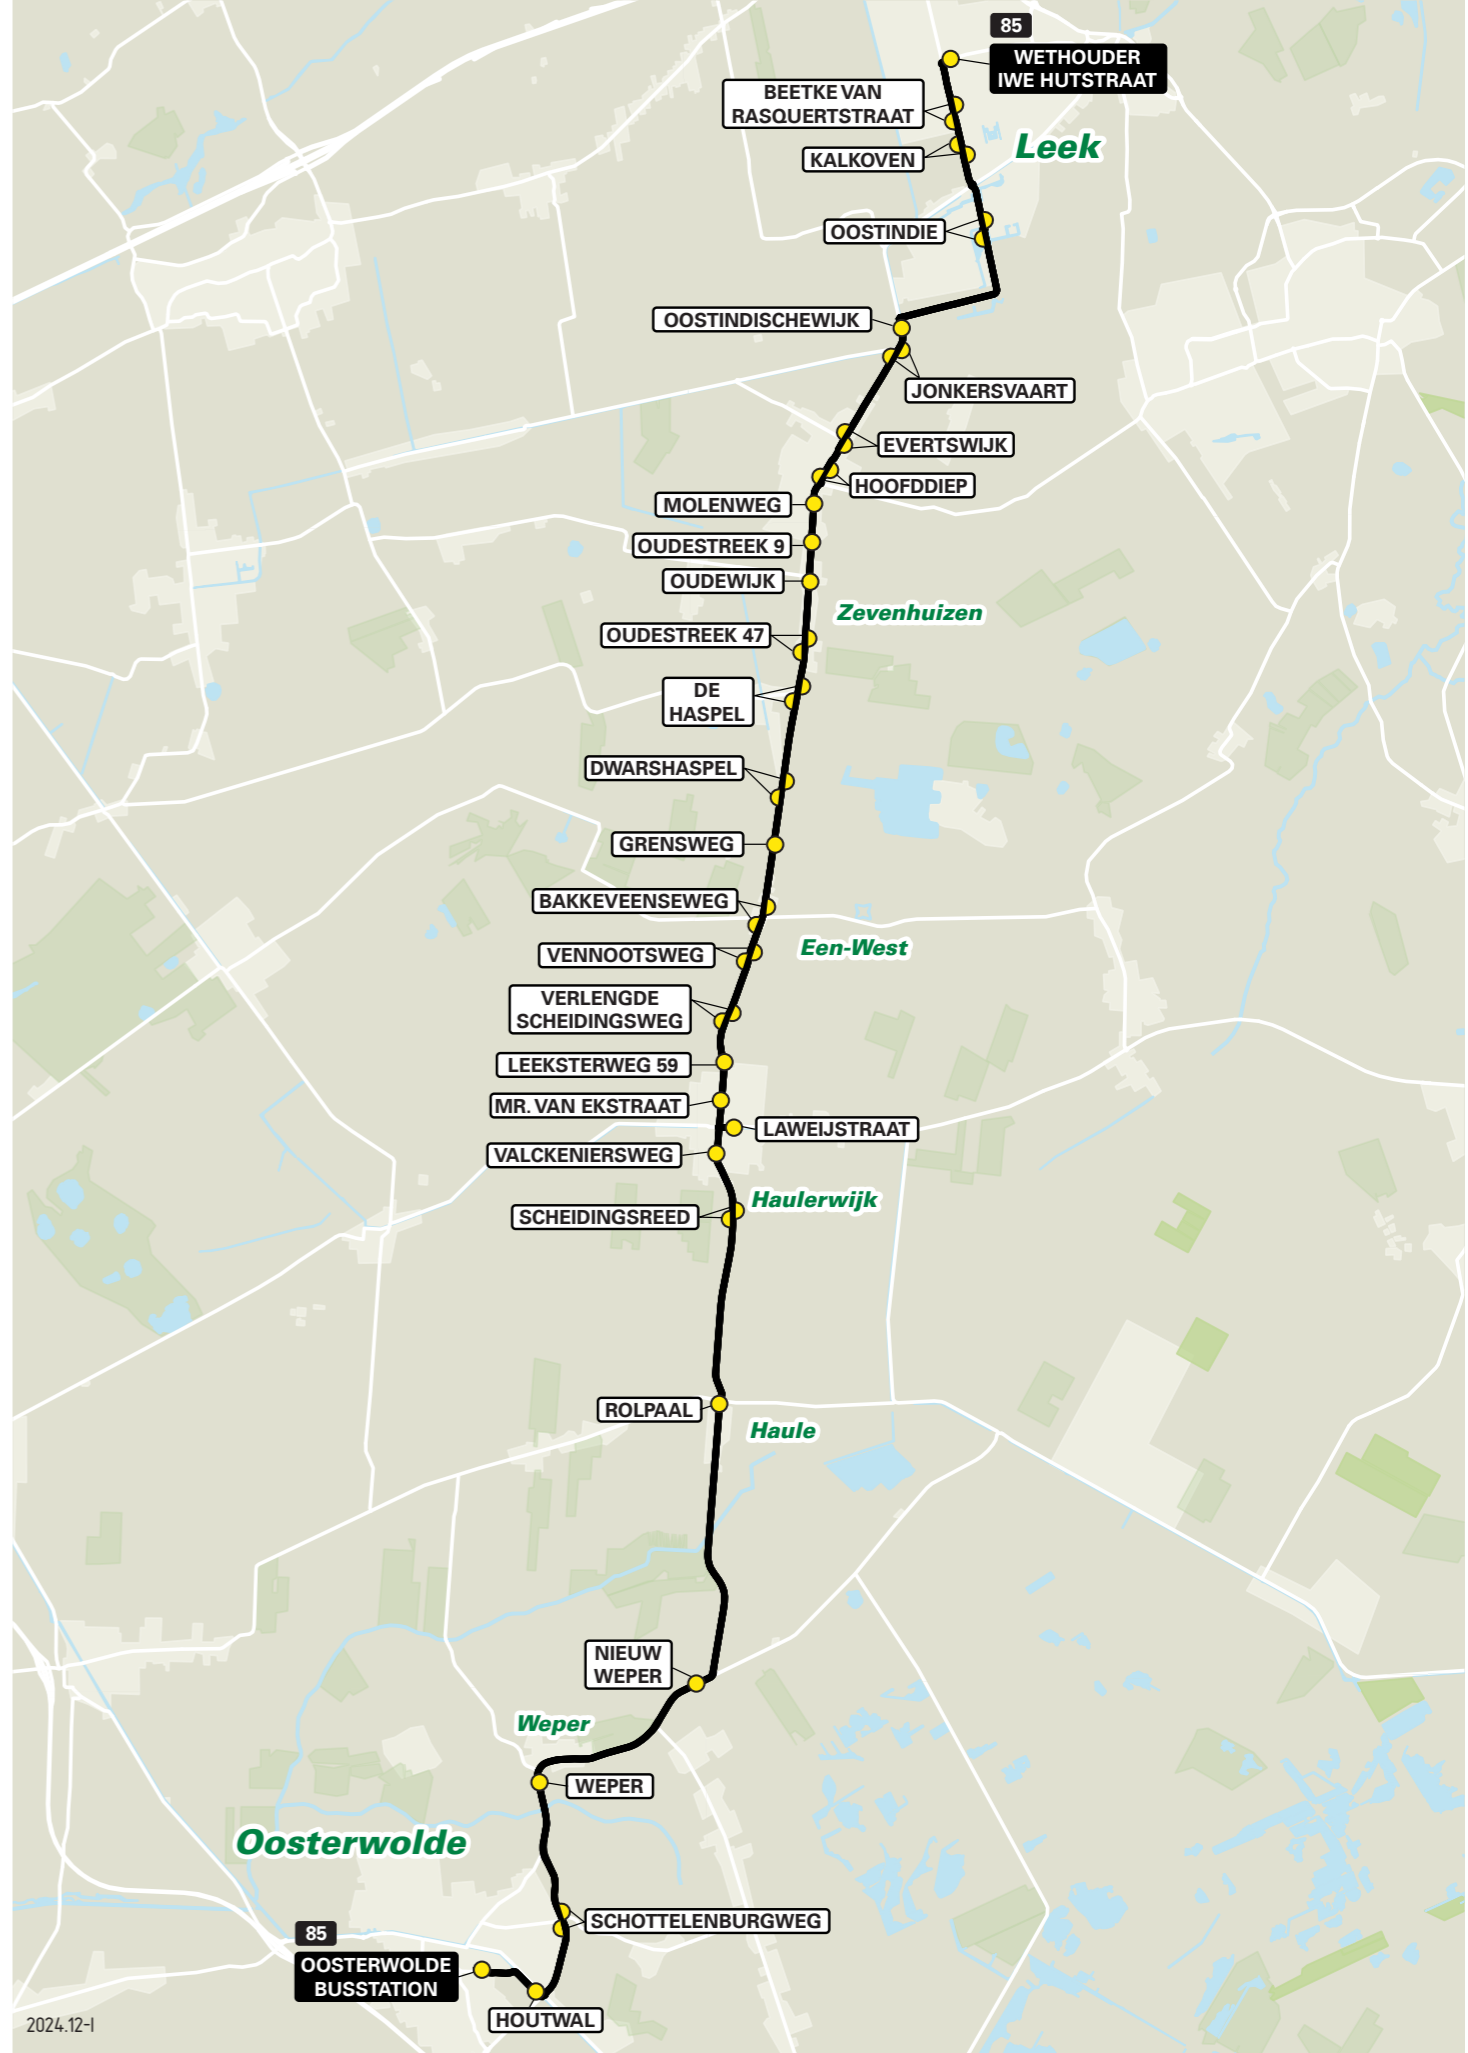 85
WETHOUDER
IWE HUTSTRAAT
BEETKE VAN
RASQUERTSTRAAT
Leek
KALKOVEN
OOSTINDIE
OOSTINDISCHEWIJK
JONKERSVAART
EVERTSWIJK
HOOFDDIEP
MOLENWEG
OUDESTREEK 9
OUDEWIJK
Zevenhuizen
OUDESTREEK 47
DE
HASPEL
DWARSHASPEL
GRENSWEG
BAKKEVEENSEWEG
Een-West
VENNOOTSWEG
VERLENGDE
SCHEIDINGSWEG
LEEKSTERWEG 59
MR. VAN EKSTRAAT
LAWEIJSTRAAT
VALCKENIERSWEG
Haulerwijk
SCHEIDINGSREED
ROLPAAL
Haule
NIEUW
WEPER
Weper
WEPER
Oosterwolde
SCHOTTELENBURGWEG
85
OOSTERWOLDE
BUSSTATION
HOUTWAL
2024.12-I